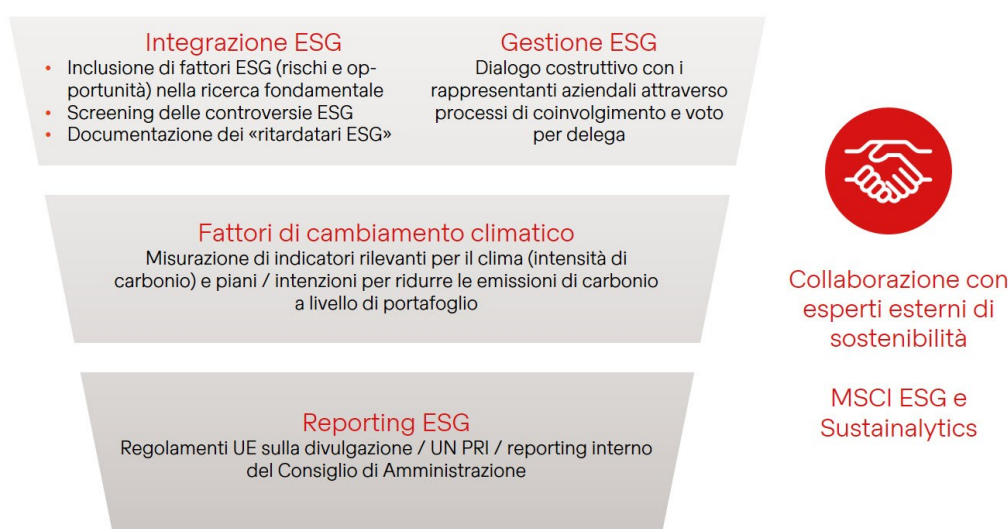 Integrazione ESG
• Inclusione di fattori ESG (rischi e op-
portunità) nella ricerca fondamentale
• Screening delle controversie ESG
• Documentazione dei «ritardatari ESG»
Gestione ESG
Dialogo costruttivo con i
rappresentanti aziendali attraverso
processi di coinvolgimento e voto
per delega
Fattori di cambiamento climatico
Misurazione di indicatori rilevanti per il clima (intensità di
carbonio) e piani / intenzioni per ridurre le emissioni di carbonio
a livello di portafoglio
Reporting ESG
Regolamenti UE sulla divulgazione / UN PRI / reporting interno
del Consiglio di Amministrazione
Collaborazione con
esperti esterni di
sostenibilità
MSCI ESG e
Sustainalytics